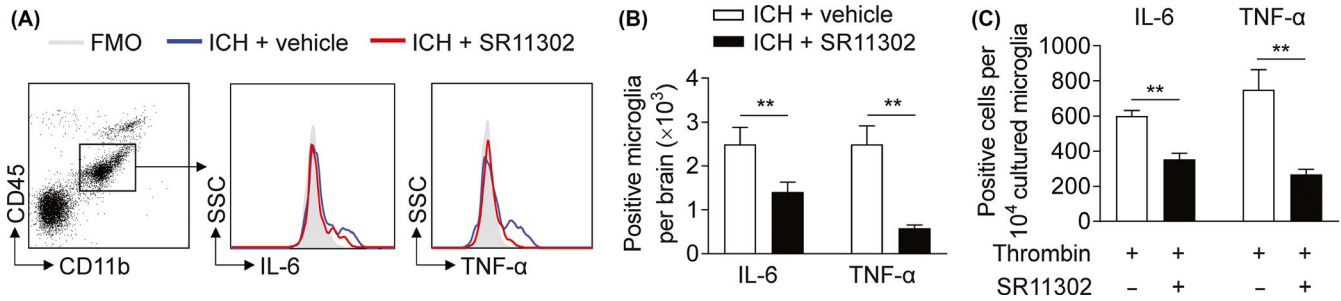 (A)
FMO
ICH + vehicle
ICH + SR11302
CD45
CD11b
SSC
IL-6
SSC
TNF-α
(B)
ICH + vehicle
ICH + SR11302
Positive microglia
per brain (×10³)
4
3
2
1
0
**
**
IL-6
TNF-α
(C)
IL-6
TNF-α
Positive cells per
10⁴ cultured microglia
1000
800
600
400
200
0
**
**
Thrombin + + + +
SR11302 – + – +